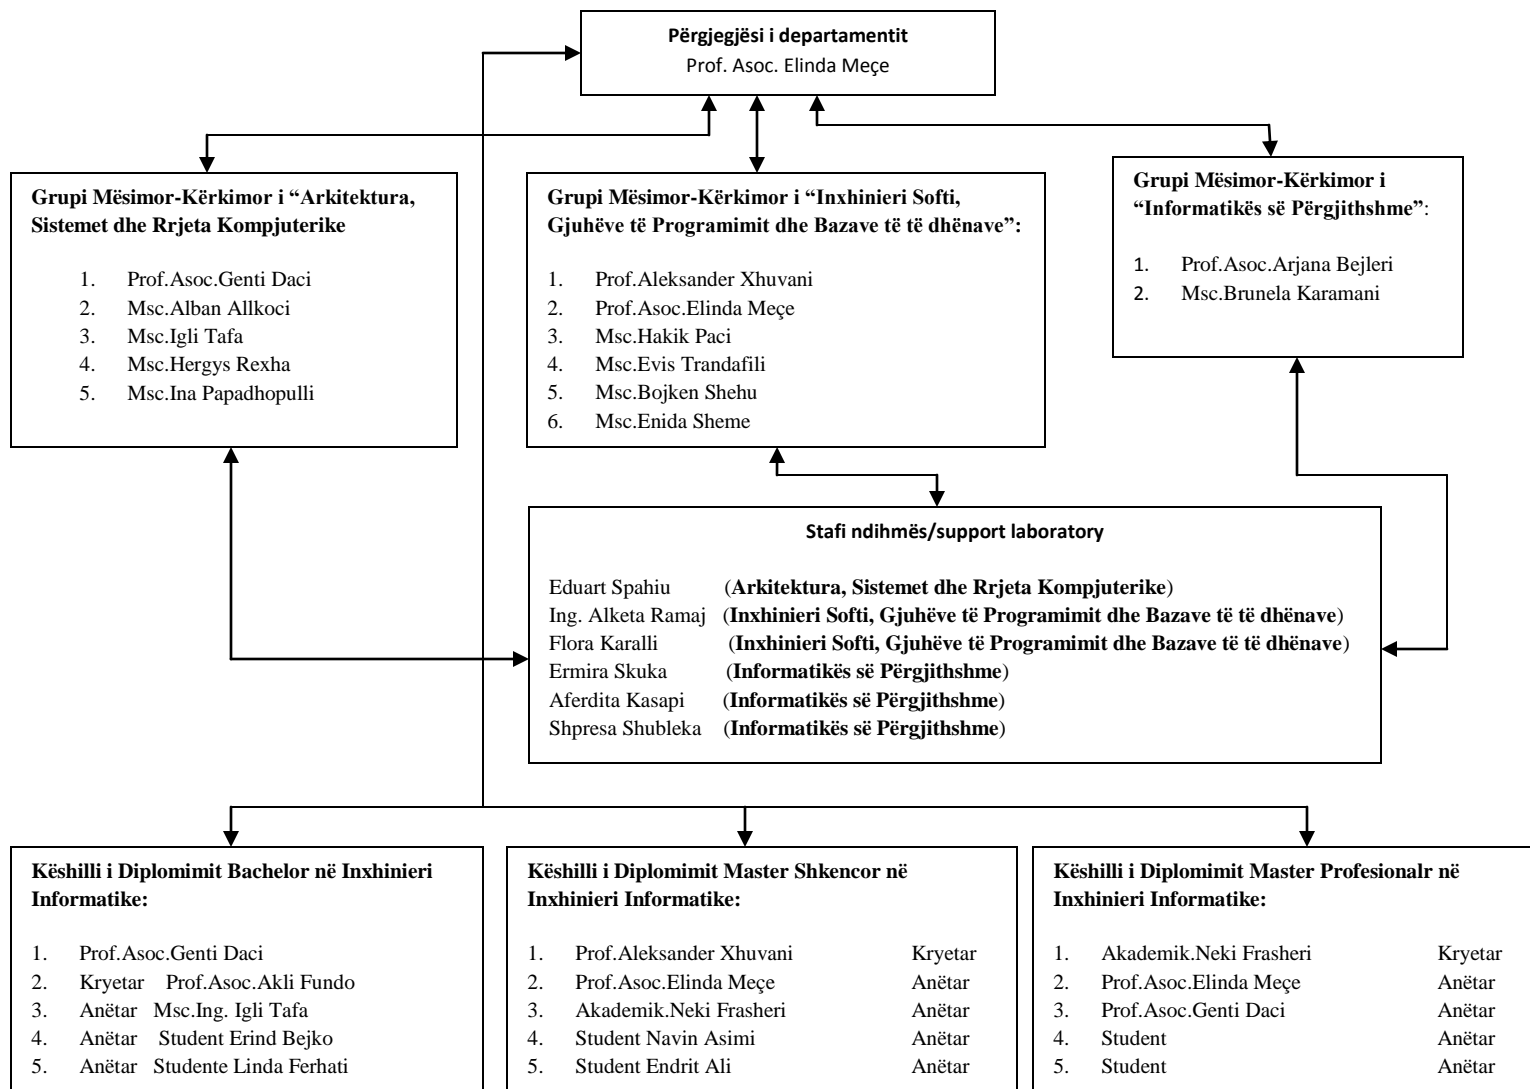 Përgjegjësi i departamentit
Prof. Asoc. Elinda Meçe
Grupi Mësimor-Kërkimor i “Arkitektura,
Sistemet dhe Rrjeta Kompjuterike
1. Prof.Asoc.Genti Daci
2. Msc.Alban Allkoci
3. Msc.Igli Tafa
4. Msc.Hergys Rexha
5. Msc.Ina Papadhopulli
Grupi Mësimor-Kërkimor i “Inxhinieri Softi,
Gjuhëve të Programimit dhe Bazave të të dhënave”:
1. Prof.Aleksander Xhuvani
2. Prof.Asoc.Elinda Meçe
3. Msc.Hakik Paci
4. Msc.Evis Trandafili
5. Msc.Bojken Shehu
6. Msc.Enida Sheme
Grupi Mësimor-Kërkimor i
“Informatikës së Përgjithshme”:
1. Prof.Asoc.Arjana Bejleri
2. Msc.Brunela Karamani
Stafi ndihmës/support laboratory
Eduart Spahiu (Arkitektura, Sistemet dhe Rrjeta Kompjuterike)
Ing. Alketa Ramaj (Inxhinieri Softi, Gjuhëve të Programimit dhe Bazave të të dhënave)
Flora Karalli (Inxhinieri Softi, Gjuhëve të Programimit dhe Bazave të të dhënave)
Ermira Skuka (Informatikës së Përgjithshme)
Aferdita Kasapi (Informatikës së Përgjithshme)
Shpresa Shubleka (Informatikës së Përgjithshme)
Këshilli i Diplomimit Bachelor në Inxhinieri
Informatike:
1. Prof.Asoc.Genti Daci
2. Kryetar Prof.Asoc.Akli Fundo
3. Anëtar Msc.Ing. Igli Tafa
4. Anëtar Student Erind Bejko
5. Anëtar Studente Linda Ferhati
Këshilli i Diplomimit Master Shkencor në
Inxhinieri Informatike:
1. Prof.Aleksander Xhuvani Kryetar
2. Prof.Asoc.Elinda Meçe Anëtar
3. Akademik.Neki Frasheri Anëtar
4. Student Navin Asimi Anëtar
5. Student Endrit Ali Anëtar
Këshilli i Diplomimit Master Profesionalr në
Inxhinieri Informatike:
1. Akademik.Neki Frasheri Kryetar
2. Prof.Asoc.Elinda Meçe Anëtar
3. Prof.Asoc.Genti Daci Anëtar
4. Student Anëtar
5. Student Anëtar